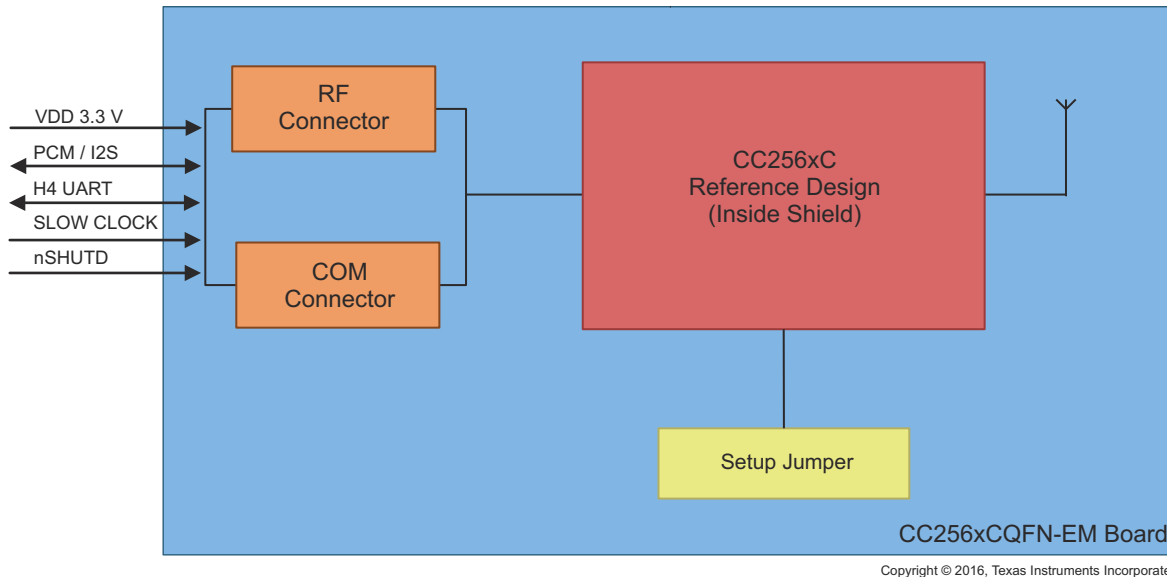 VDD 3.3 V
PCM / I2S
H4 UART
SLOW CLOCK
nSHUTD
RF
Connector
COM
Connector
CC256xC
Reference Design
(Inside Shield)
Setup Jumper
CC256xCQFN-EM Board
Copyright © 2016, Texas Instruments Incorporate